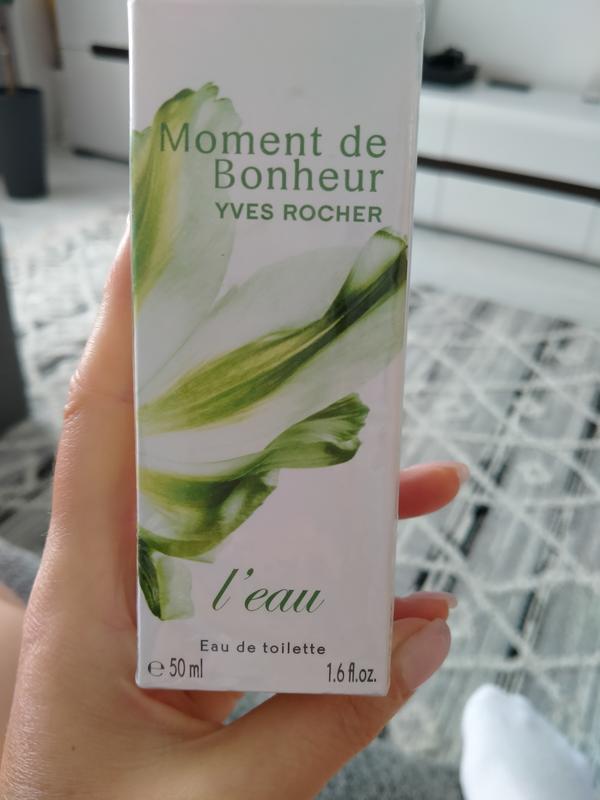 Moment de
Bonheur
YVES ROCHER
l'eau
Eau de toilette
℮ 50 ml 1.6 fl.oz.